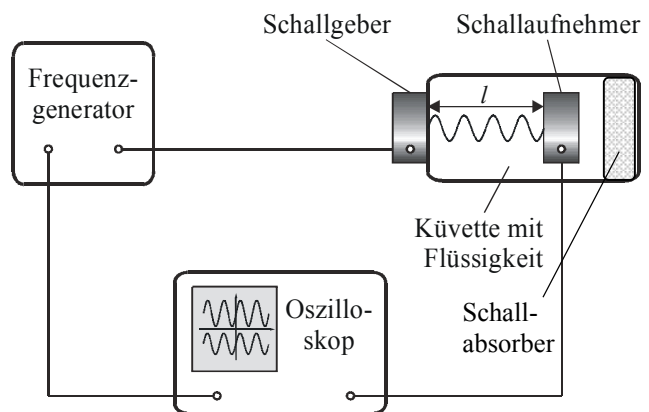 Schallgeber
Schallaufnehmer
Frequenz-
generator
l
Küvette mit
Flüssigkeit
Oszillo-
skop
Schall-
absorber